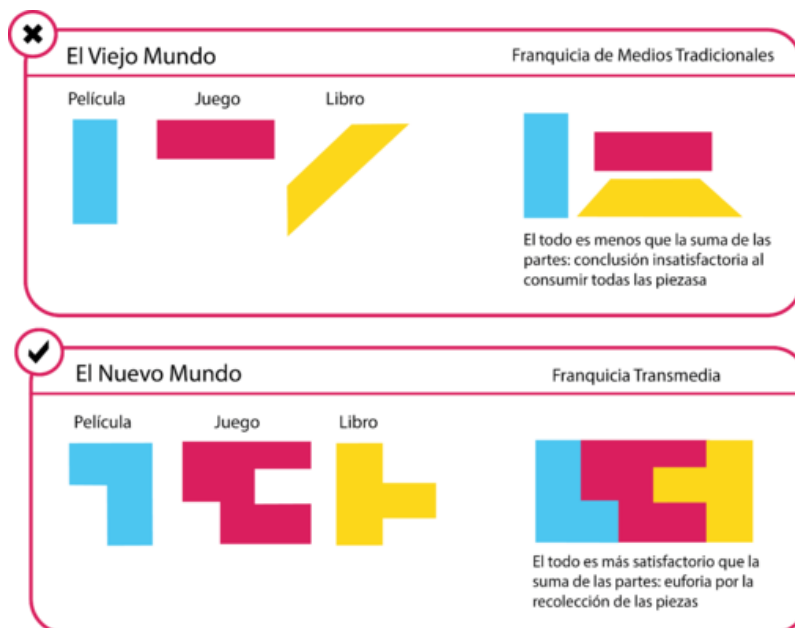 El Viejo Mundo
Franquicia de Medios Tradicionales
Película
Juego
Libro
El todo es menos que la suma de las
partes: conclusión insatisfactoria al
consumir todas las piezasa
El Nuevo Mundo
Franquicia Transmedia
Película
Juego
Libro
El todo es más satisfactorio que la
suma de las partes: euforia por la
recolección de las piezas